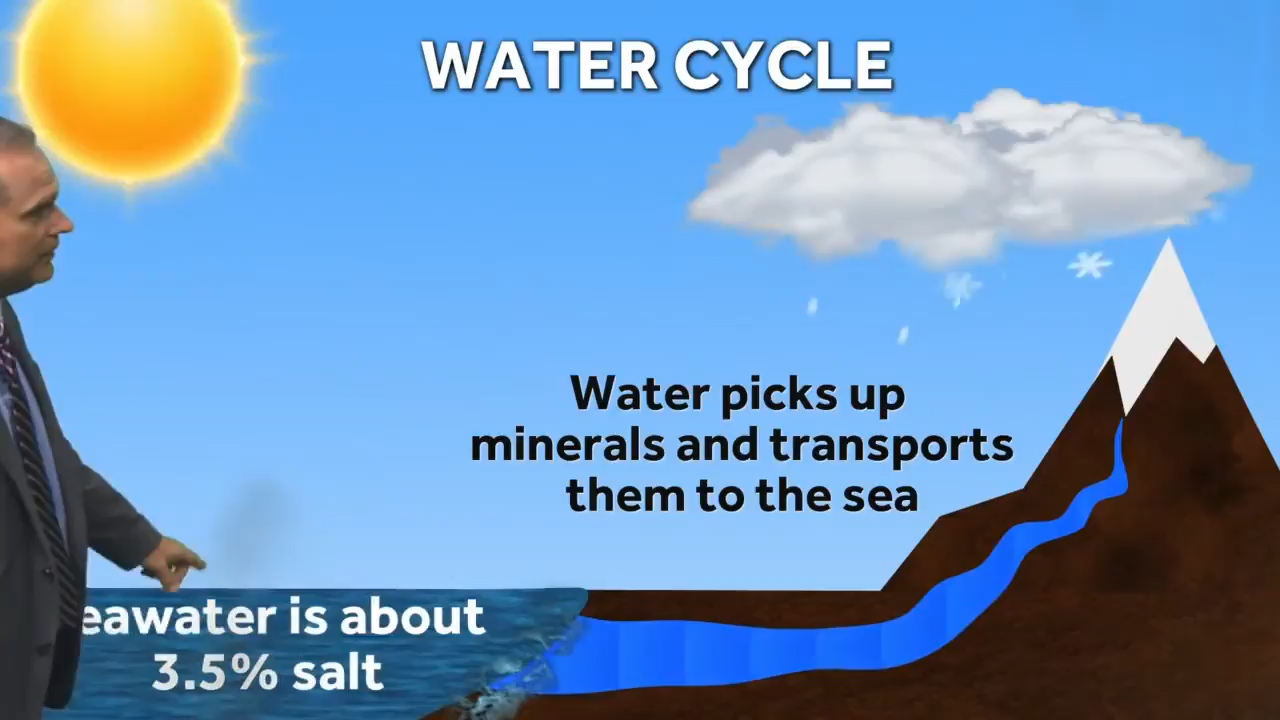 WATER CYCLE
Water picks up
minerals and transports
them to the sea
eawater is about
3.5% salt